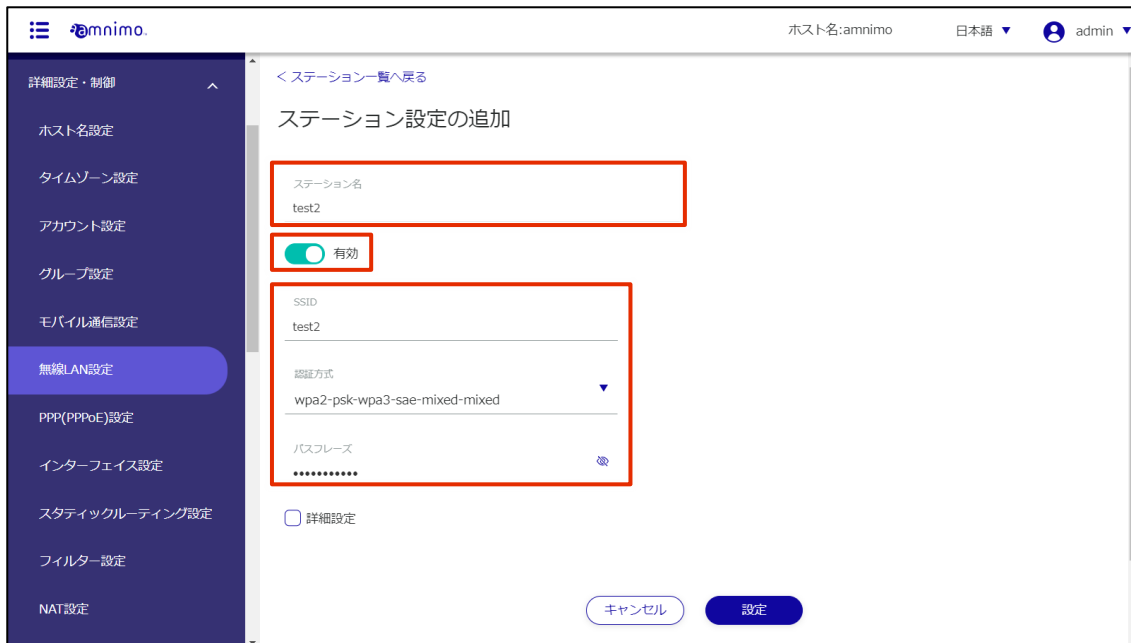 amnimo.
ホスト名:amnimo
日本語 ▼
admin ▼
詳細設定・制御
ホスト名設定
タイムゾーン設定
アカウント設定
グループ設定
モバイル通信設定
無線LAN設定
PPP(PPPoE)設定
インターフェイス設定
スタティックルーティング設定
フィルター設定
NAT設定
< ステーション一覧へ戻る
ステーション設定の追加
ステーション名
test2
有効
SSID
test2
認証方式
wpa2-psk-wpa3-sae-mixed-mixed
パスフレーズ
•••••••••••
詳細設定
キャンセル
設定